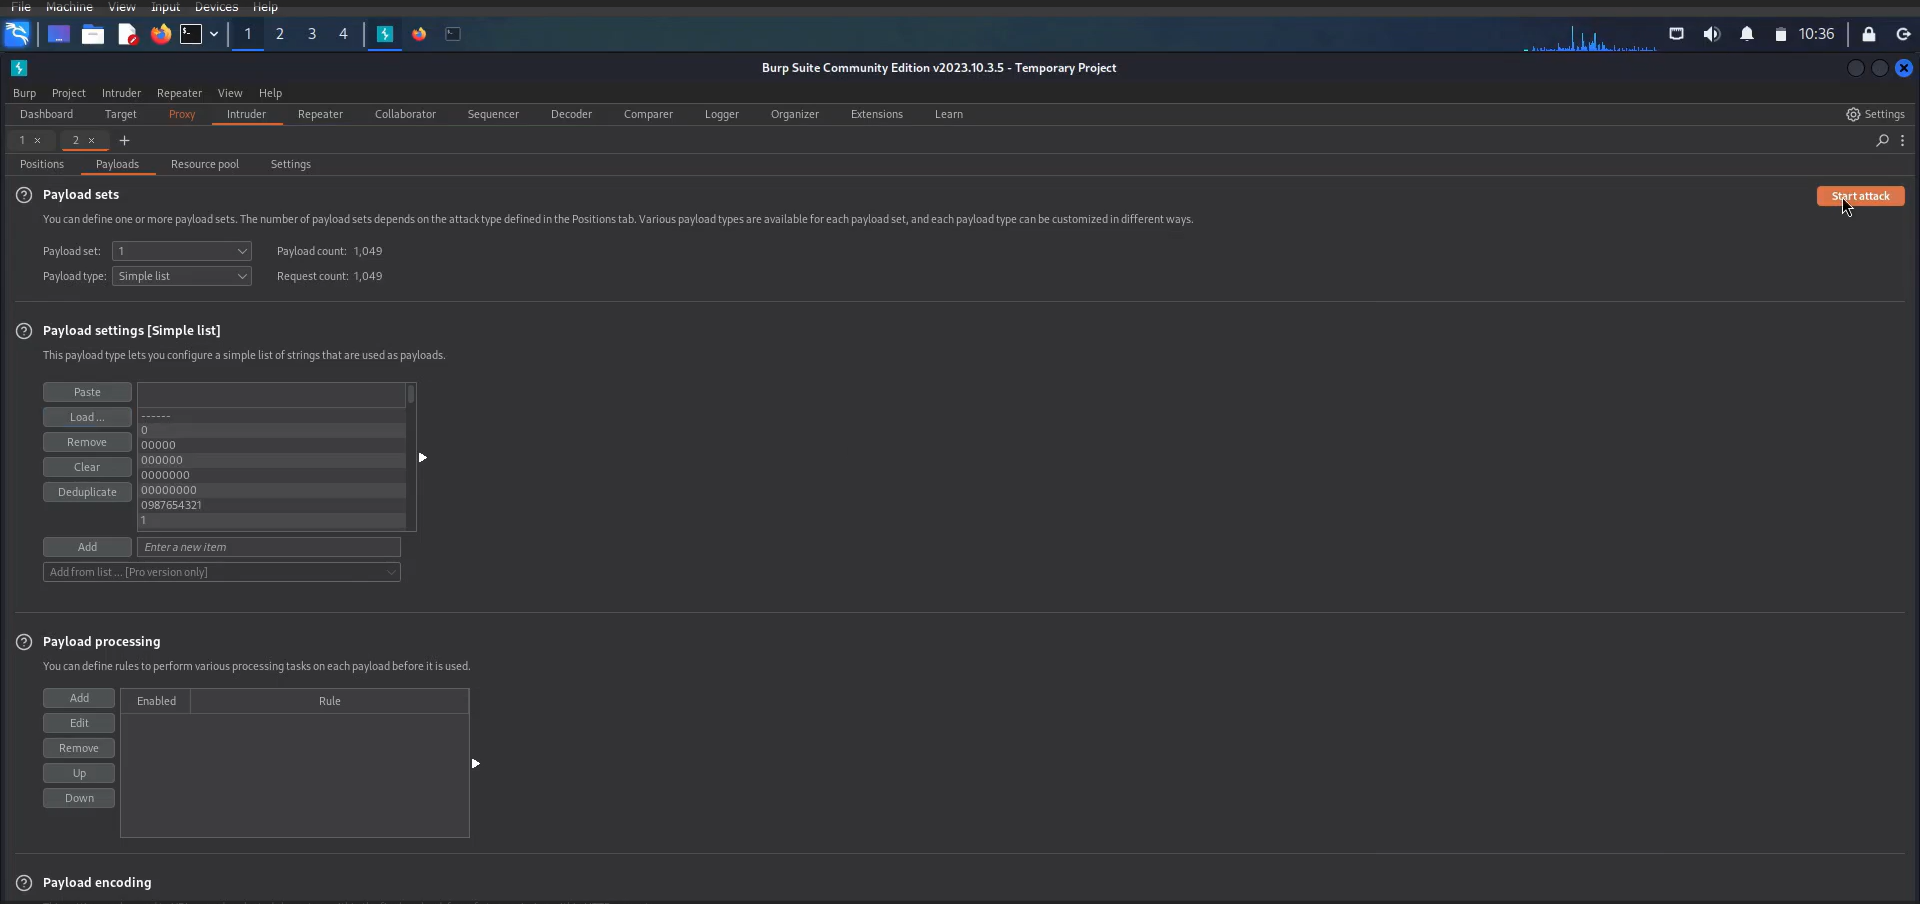 File Machine View Input Devices Help
1 2 3 4 10:36
Burp Suite Community Edition v2023.10.3.5 - Temporary Project
Burp Project Intruder Repeater View Help
Dashboard Target Proxy Intruder Repeater Collaborator Sequencer Decoder Comparer Logger Organizer Extensions Learn Settings
1 × 2 × +
Positions Payloads Resource pool Settings
Payload sets
Start attack
You can define one or more payload sets. The number of payload sets depends on the attack type defined in the Positions tab. Various payload types are available for each payload set, and each payload type can be customized in different ways.
Payload set: 1 Payload count: 1,049
Payload type: Simple list Request count: 1,049
Payload settings [Simple list]
This payload type lets you configure a simple list of strings that are used as payloads.
Paste
Load ...
Remove
Clear
Deduplicate
------
0
00000
000000
0000000
00000000
0987654321
1
Add Enter a new item
Add from list ... [Pro version only]
Payload processing
You can define rules to perform various processing tasks on each payload before it is used.
Add
Edit
Remove
Up
Down
Enabled Rule
Payload encoding